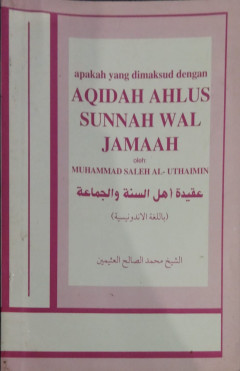 apakah yang dimaksud dengan
AQIDAH AHLUS
SUNNAH WAL
JAMAAH
oleh
MUHAMMAD SALEH AL- UTHAIMIN
عقيدة أهل السنة والجماعة
(باللغة الاندونيسية)
الشيخ محمد الصالح العثيمين